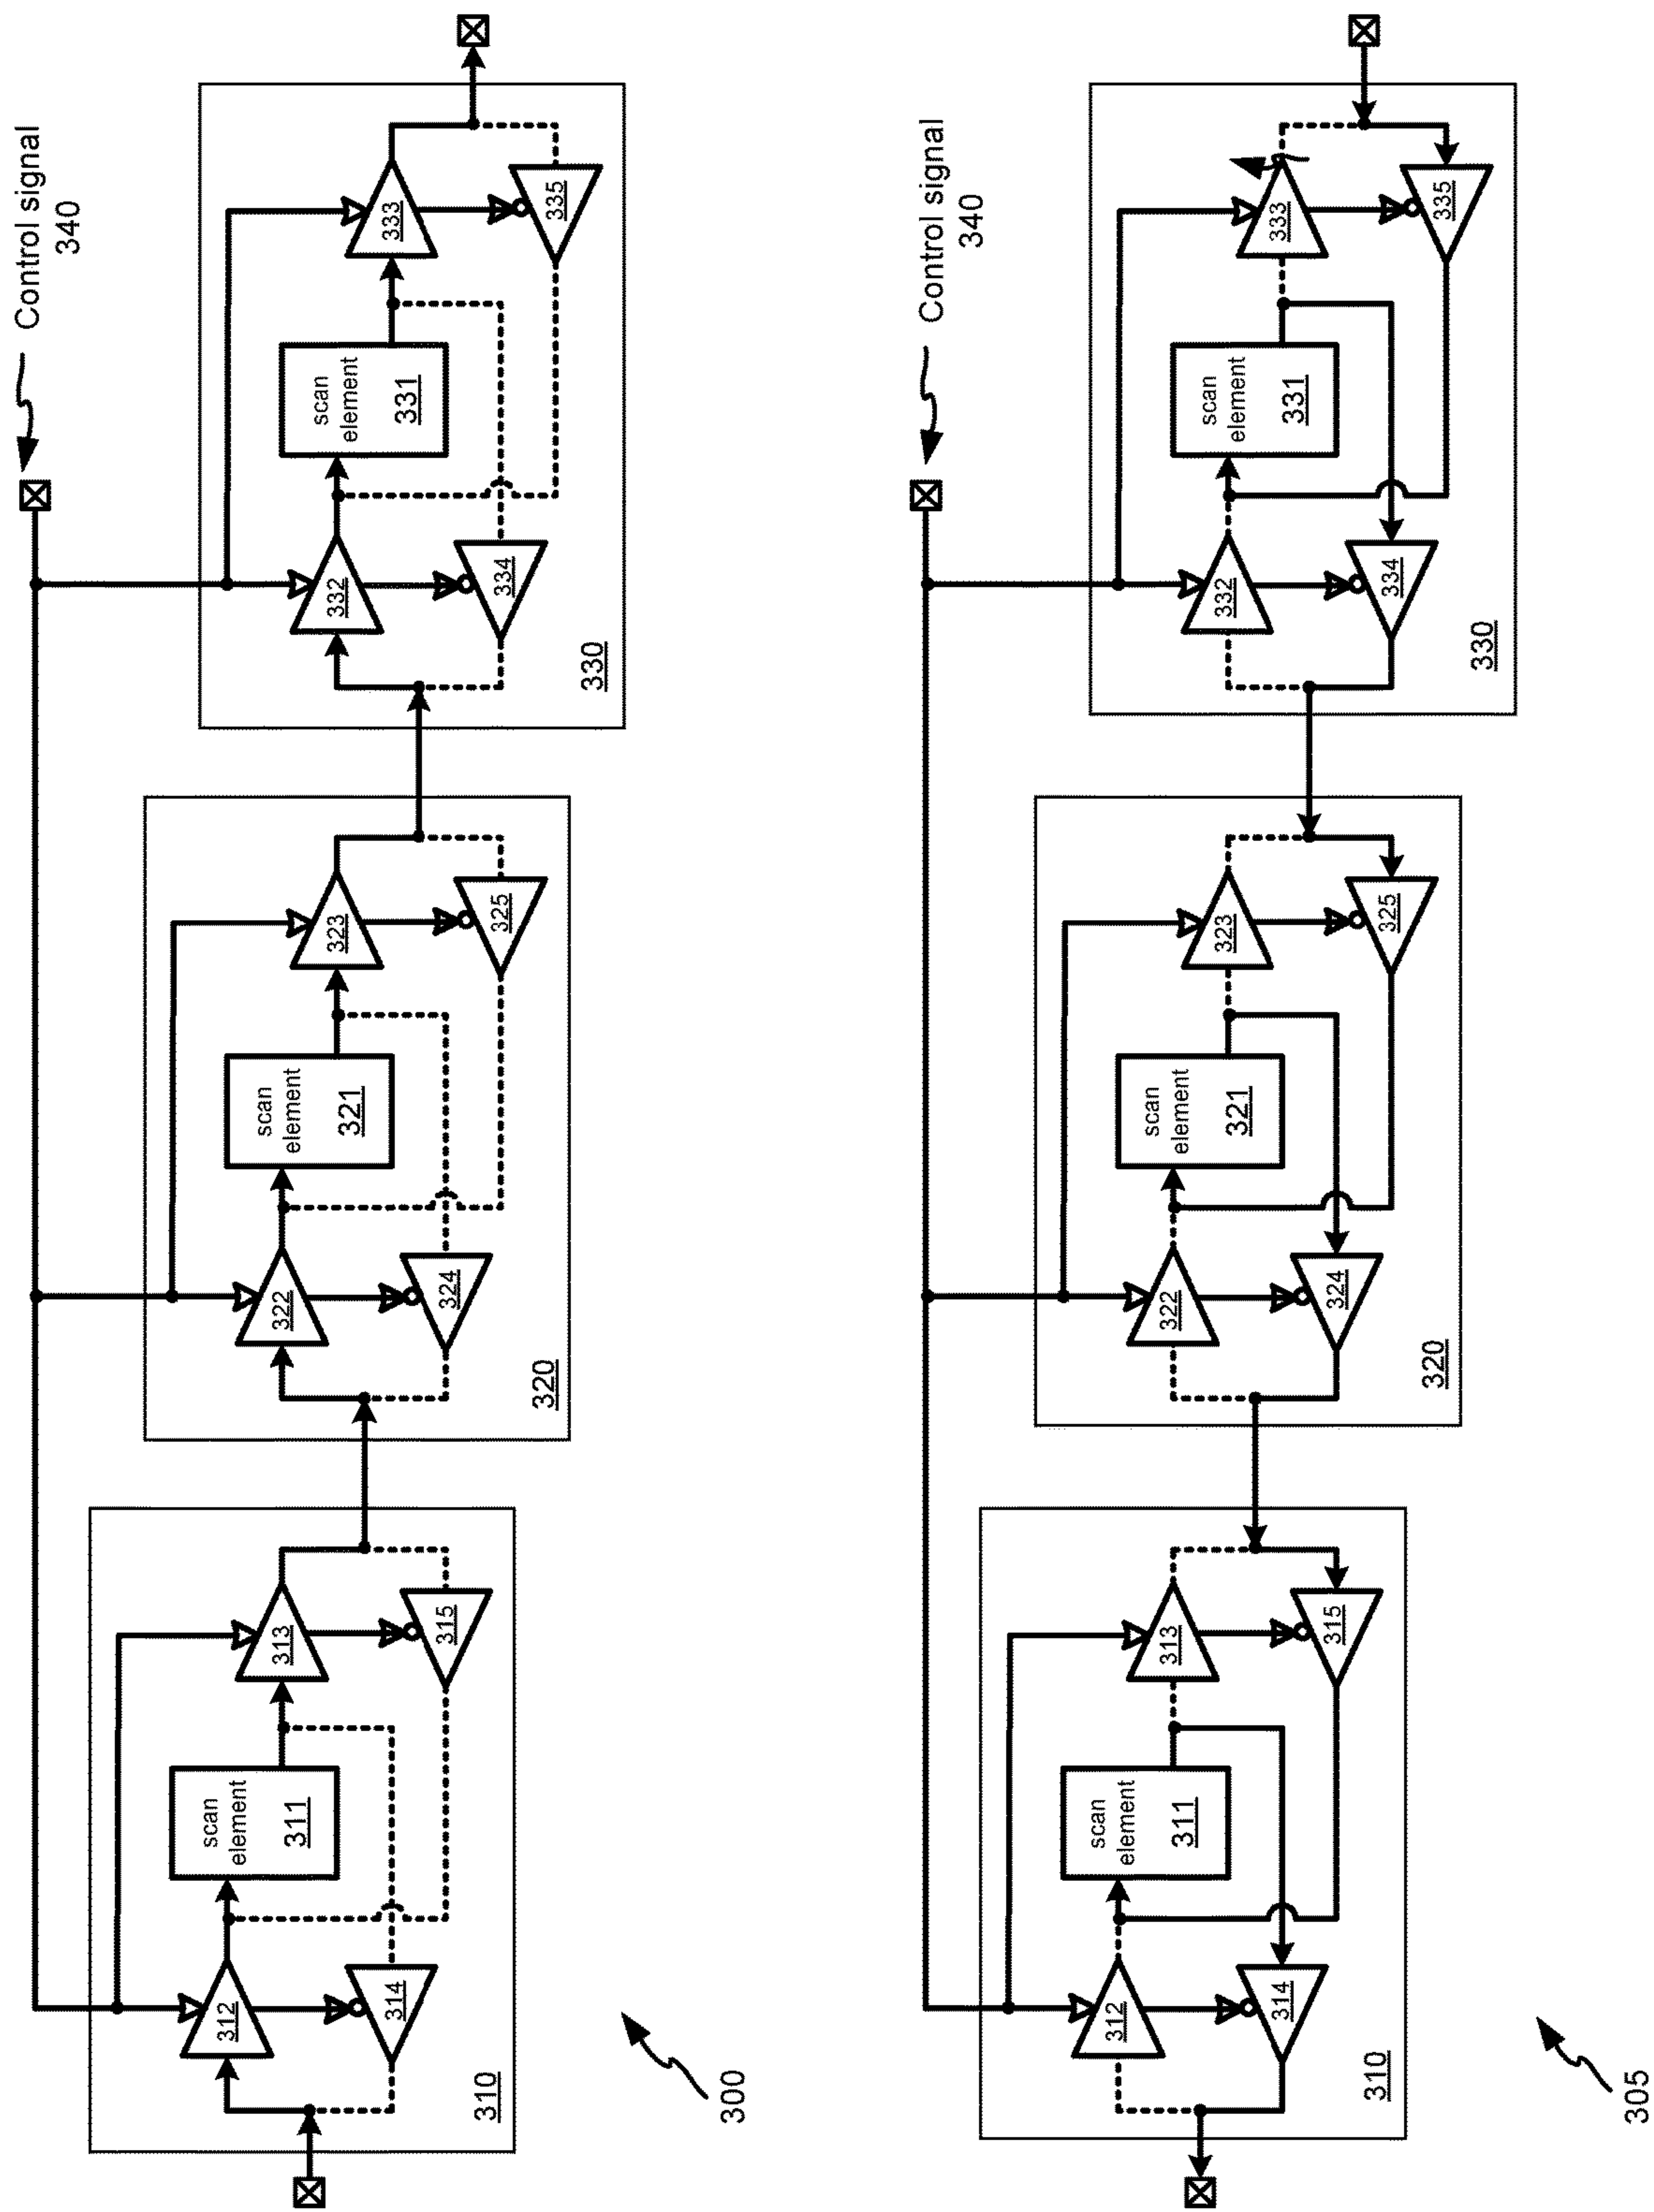 Control signal
340
310
312
314
scan
element
311
313
315
320
322
324
scan
element
321
323
325
330
332
334
scan
element
331
333
335
300
Control signal
340
310
312
314
scan
element
311
313
315
320
322
324
scan
element
321
323
325
330
332
334
scan
element
331
333
335
305